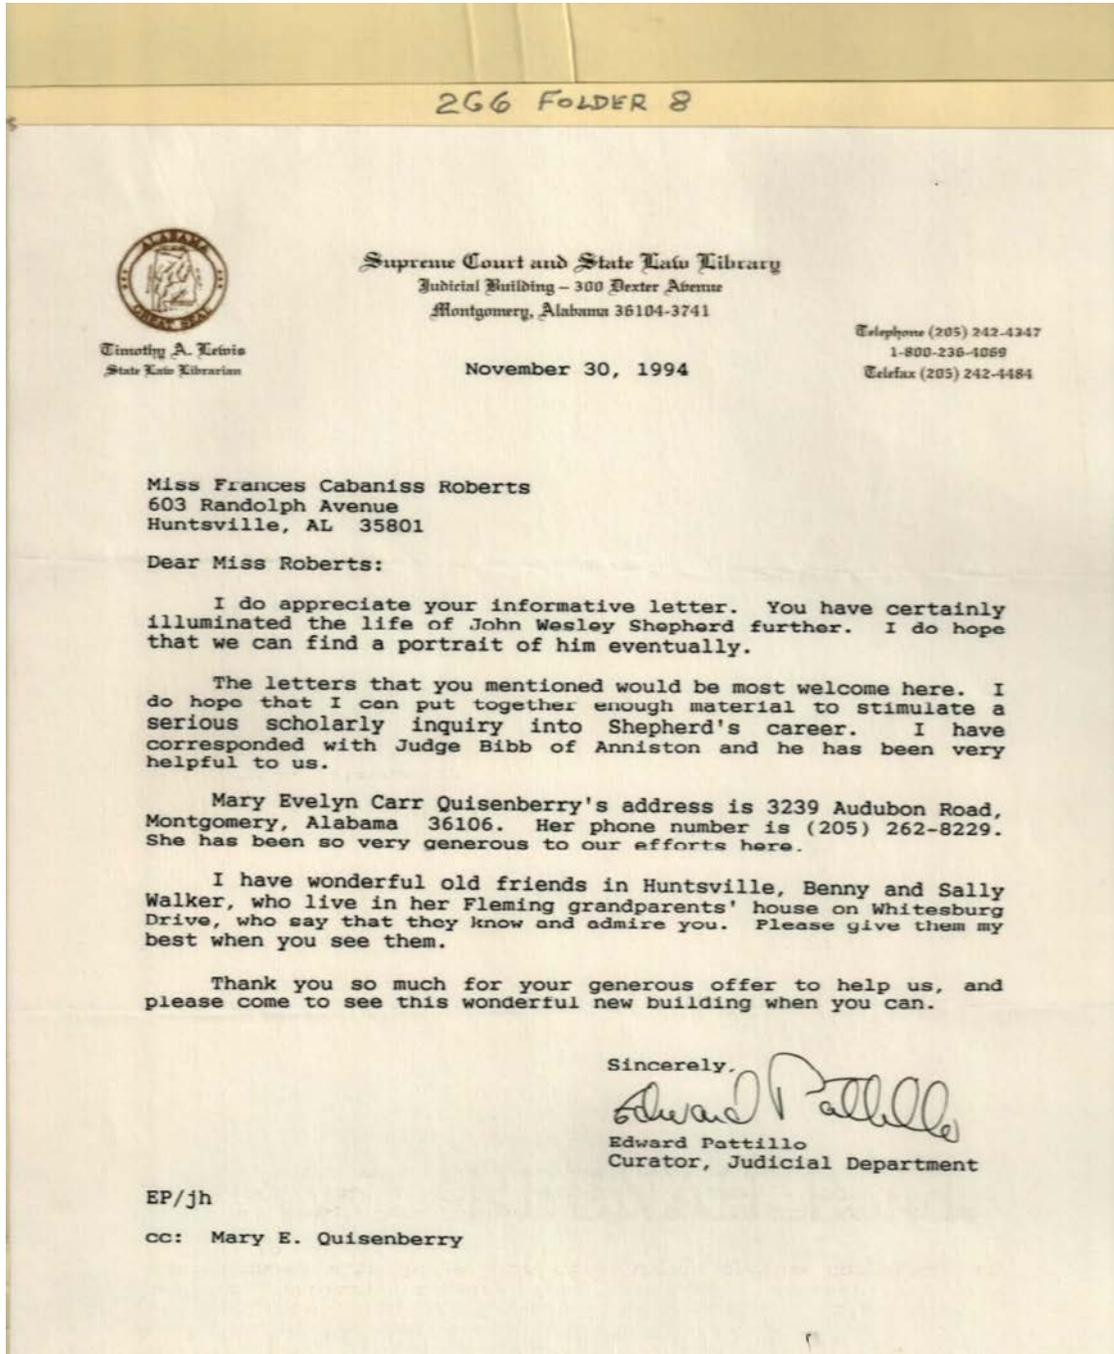 2G6 FOLDER 8
ALABAMA
GREAT SEAL
Supreme Court and State Law Library
Judicial Building – 300 Dexter Avenue
Montgomery, Alabama 36104-3741
Timothy A. Lewis
State Law Librarian
November 30, 1994
Telephone (205) 242-4347
1-800-236-4069
Telefax (205) 242-4484
Miss Frances Cabaniss Roberts
603 Randolph Avenue
Huntsville, AL 35801
Dear Miss Roberts:
I do appreciate your informative letter. You have certainly
illuminated the life of John Wesley Shepherd further. I do hope
that we can find a portrait of him eventually.
The letters that you mentioned would be most welcome here. I
do hope that I can put together enough material to stimulate a
serious scholarly inquiry into Shepherd's career. I have
corresponded with Judge Bibb of Anniston and he has been very
helpful to us.
Mary Evelyn Carr Quisenberry's address is 3239 Audubon Road,
Montgomery, Alabama 36106. Her phone number is (205) 262-8229.
She has been so very generous to our efforts here.
I have wonderful old friends in Huntsville, Benny and Sally
Walker, who live in her Fleming grandparents' house on Whitesburg
Drive, who say that they know and admire you. Please give them my
best when you see them.
Thank you so much for your generous offer to help us, and
please come to see this wonderful new building when you can.
Sincerely,
Edward Pattillo
Edward Pattillo
Curator, Judicial Department
EP/jh
cc: Mary E. Quisenberry